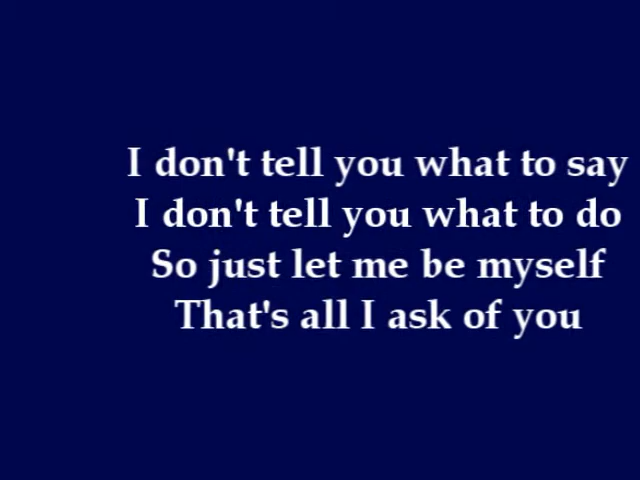 I don't tell you what to say
I don't tell you what to do
So just let me be myself
That's all I ask of you